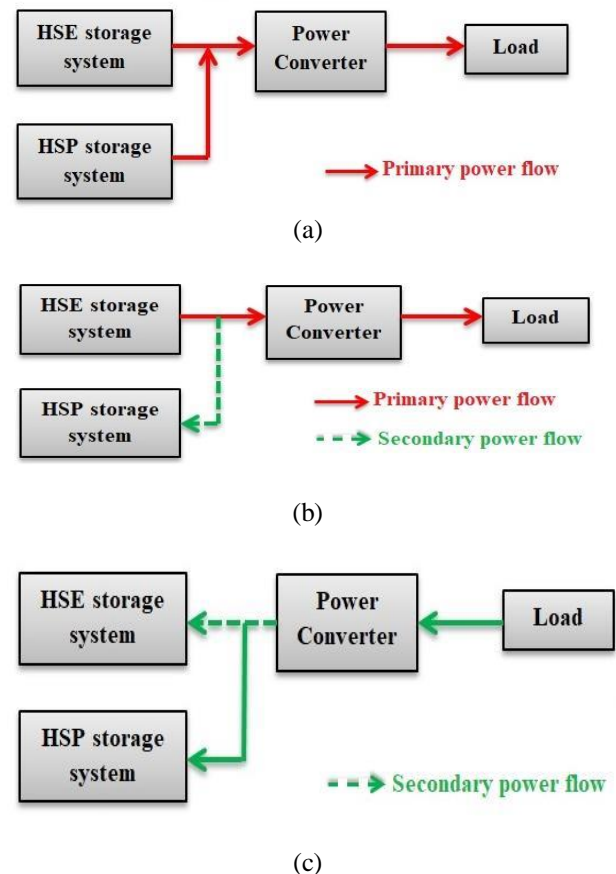 HSE storage
system
Power
Converter
Load
HSP storage
system
Primary power flow
(a)
HSE storage
system
Power
Converter
Load
HSP storage
system
Primary power flow
Secondary power flow
(b)
HSE storage
system
Power
Converter
Load
HSP storage
system
Secondary power flow
(c)